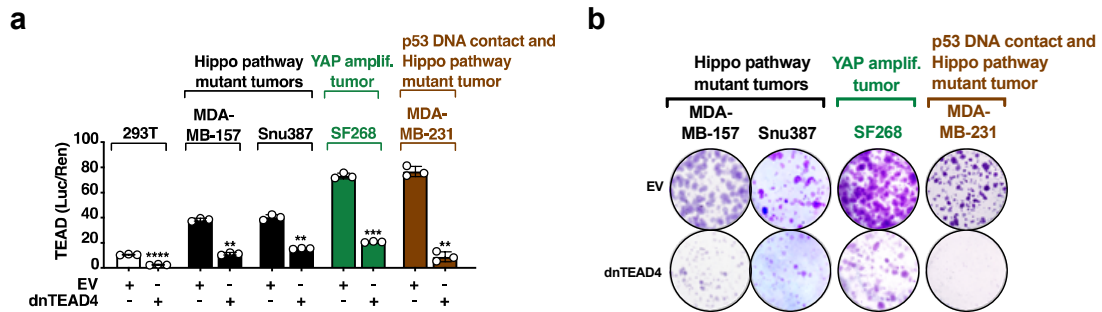 a
Hippo pathway
mutant tumors
YAP amplif.
tumor
p53 DNA contact and
Hippo pathway
mutant tumor
293T
MDA-
MB-157
Snu387
SF268
MDA-
MB-231
TEAD (Luc/Ren)
100
80
60
40
20
0
**** ** ** *** **
EV + - + - + - + - + -
dnTEAD4 - + - + - + - + - +
b
Hippo pathway
mutant tumors
YAP amplif.
tumor
p53 DNA contact and
Hippo pathway
mutant tumor
MDA-
MB-157
Snu387
SF268
MDA-
MB-231
EV
dnTEAD4